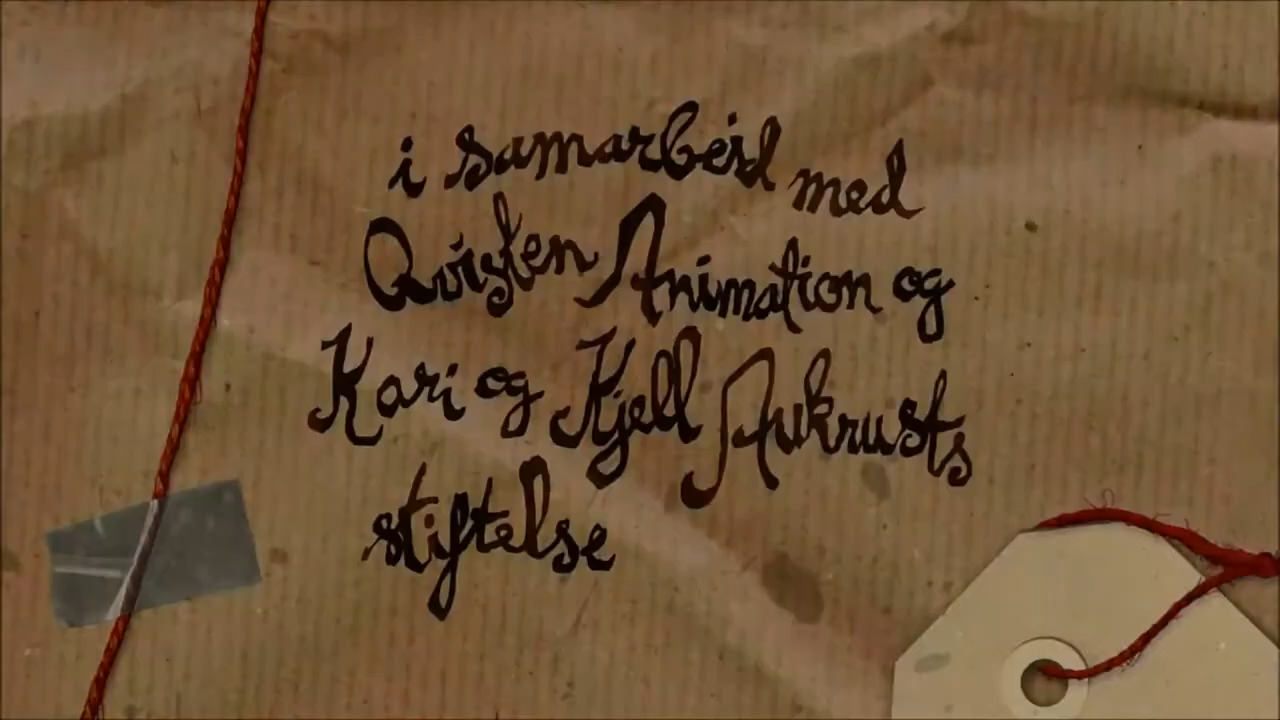 i samarbeid med
Qvisten Animation og
Kari og Kjell Aukrusts
stiftelse